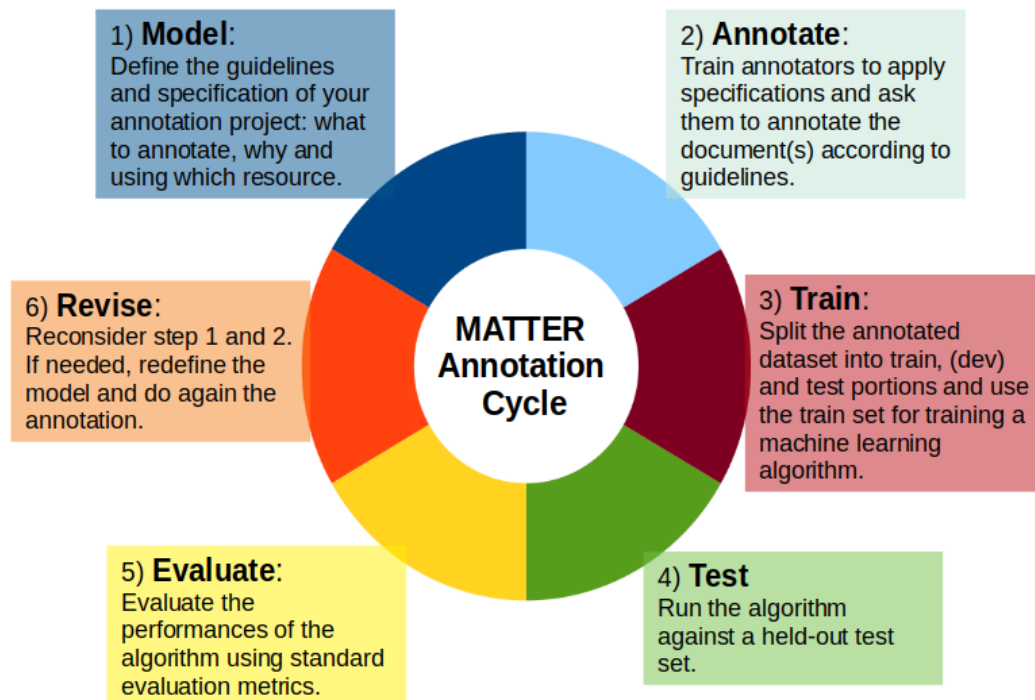 1) Model:
Define the guidelines
and specification of your
annotation project: what
to annotate, why and
using which resource.
2) Annotate:
Train annotators to apply
specifications and ask
them to annotate the
document(s) according to
guidelines.
3) Train:
Split the annotated
dataset into train, (dev)
and test portions and use
the train set for training a
machine learning
algorithm.
4) Test
Run the algorithm
against a held-out test
set.
5) Evaluate:
Evaluate the
performances of the
algorithm using standard
evaluation metrics.
6) Revise:
Reconsider step 1 and 2.
If needed, redefine the
model and do again the
annotation.
MATTER
Annotation
Cycle